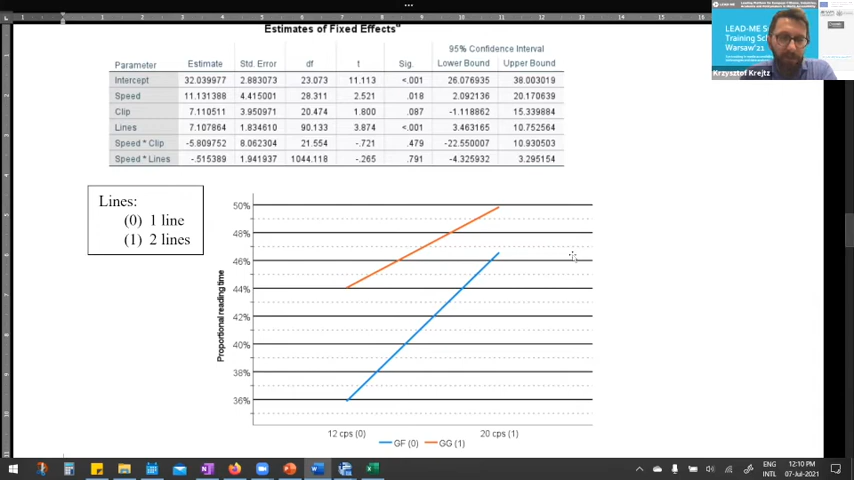 LEAD-ME
LEAD-ME Su
Training Sch
Warsaw'21
Krzysztof Krejtz
Estimates of Fixed Effects
95% Confidence Interval
Parameter Estimate Std. Error df t Sig. Lower Bound Upper Bound
Intercept 32.039977 2.883073 23.073 11.113 <.001 26.076935 38.003019
Speed 11.131388 4.415001 28.311 2.521 .018 2.092136 20.170639
Clip 7.110511 3.950971 20.474 1.800 .087 -1.118862 15.339884
Lines 7.107864 1.834610 90.133 3.874 <.001 3.463165 10.752564
Speed * Clip -5.809752 8.062304 21.554 -.721 .479 -22.550007 10.930503
Speed * Lines -.515389 1.941937 1044.118 -.265 .791 -4.325932 3.295154
Lines:
(0) 1 line
(1) 2 lines
Proportional reading time
50%
48%
46%
44%
42%
40%
38%
36%
12 cps (0) 20 cps (1)
GF (0) GG (1)
ENG
INTL
12:10 PM
07-Jul-2021